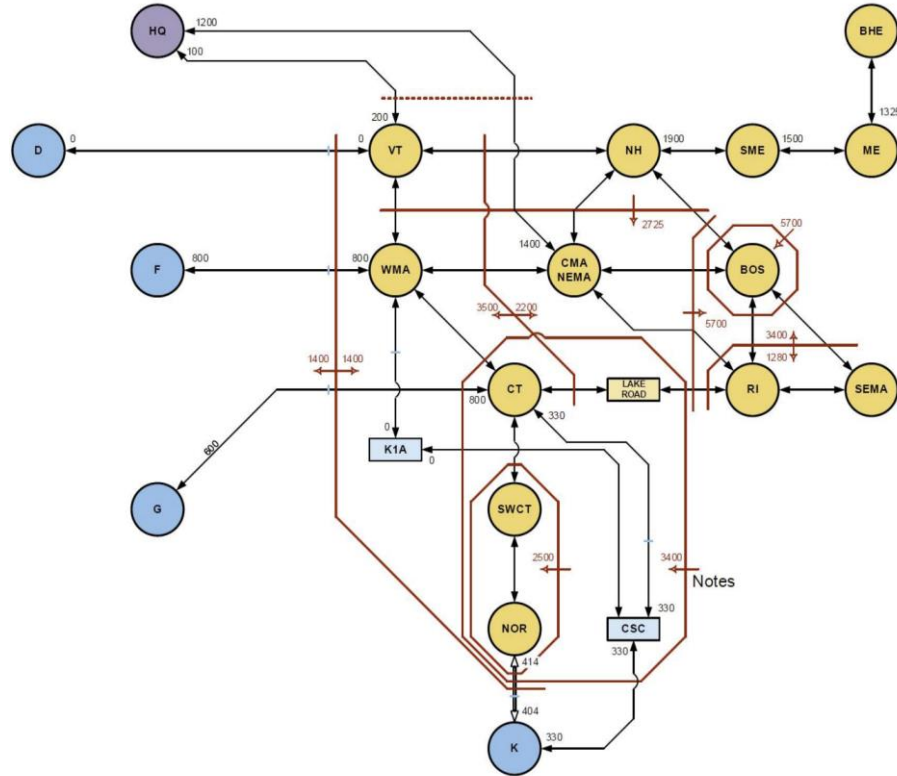 HQ
1200
BHE
100
1325
200
D
0
0
VT
NH
1900
SME
1500
ME
2725
5700
1400
F
800
800
WMA
CMA
NEMA
BOS
3500
2200
5700
3400
1280
1400
1400
CT
800
330
LAKE
ROAD
RI
SEMA
0
K1A
0
600
G
SWCT
2500
3400
Notes
330
NOR
CSC
330
414
404
K
330